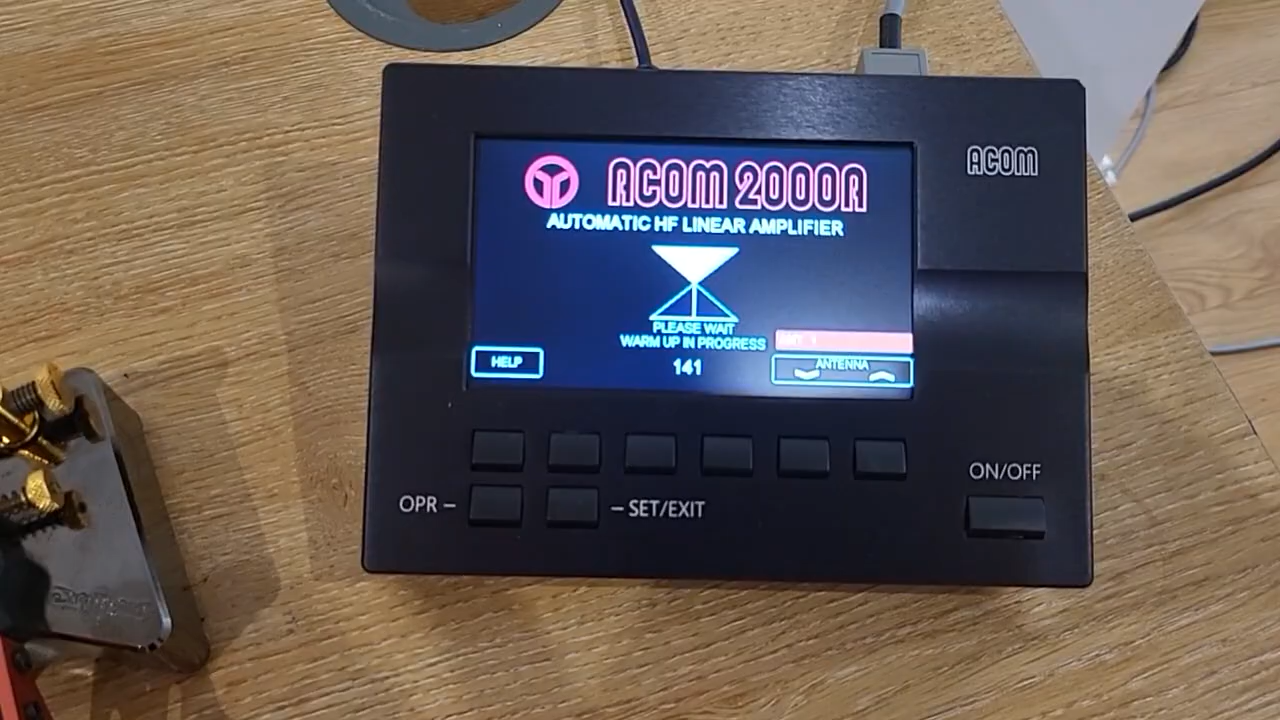 ACOM 2000A
ACOM
AUTOMATIC HF LINEAR AMPLIFIER
PLEASE WAIT
WARM UP IN PROGRESS
HELP
141
ANTENNA
ON/OFF
OPR –
– SET/EXIT